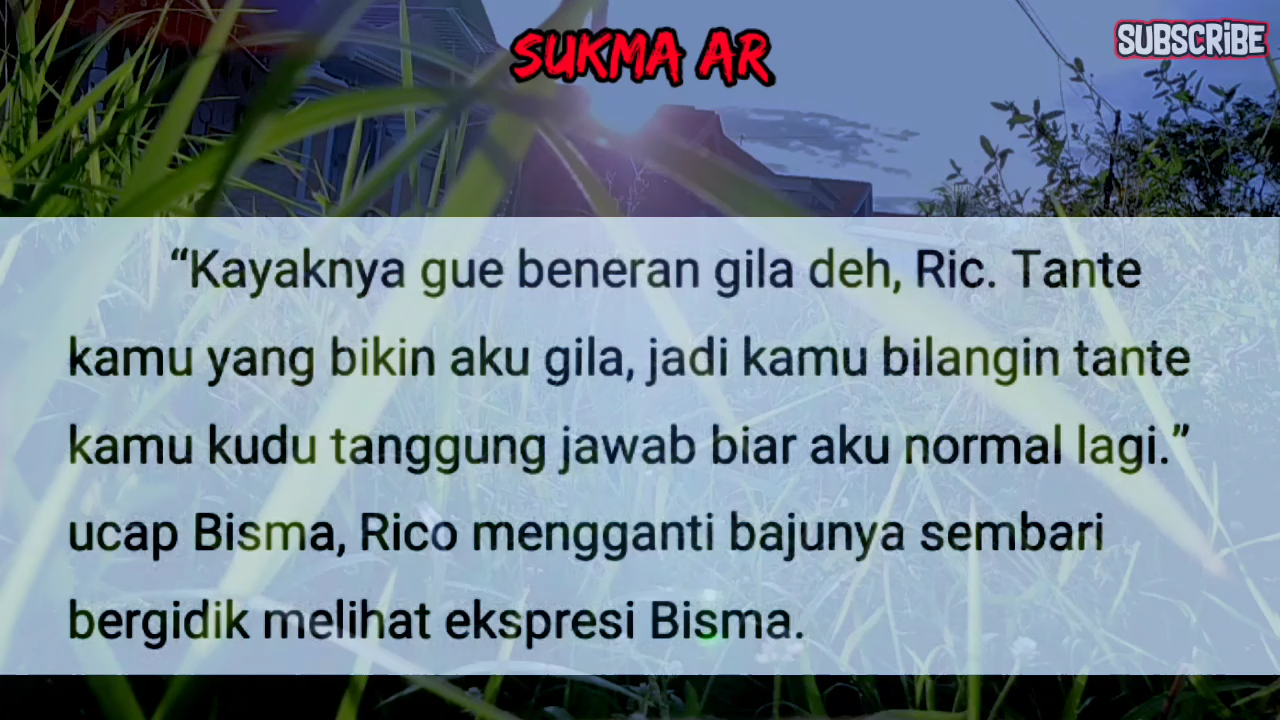 SUKMA AR
SUBSCRiBE
“Kayaknya gue beneran gila deh, Ric. Tante
kamu yang bikin aku gila, jadi kamu bilangin tante
kamu kudu tanggung jawab biar aku normal lagi.”
ucap Bisma, Rico mengganti bajunya sembari
bergidik melihat ekspresi Bisma.